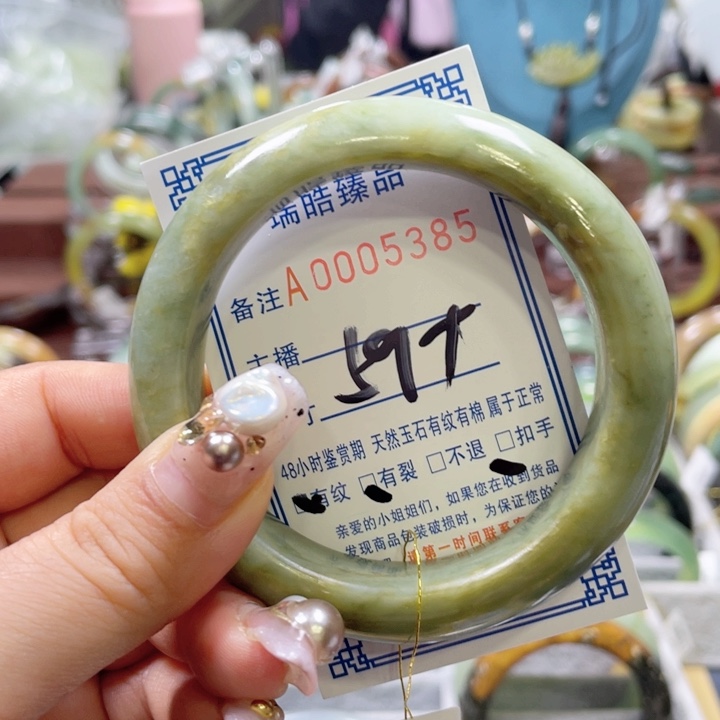 瑞皓臻品
A0005385
备注
主播 59T
寸
48小时鉴赏期 天然玉石有纹有棉 属于正常
有纹 □有裂 □不退 □扣手
亲爱的小姐姐们，如果您在收到货品
发现商品包装破损时，为保证您的
第一时间联系